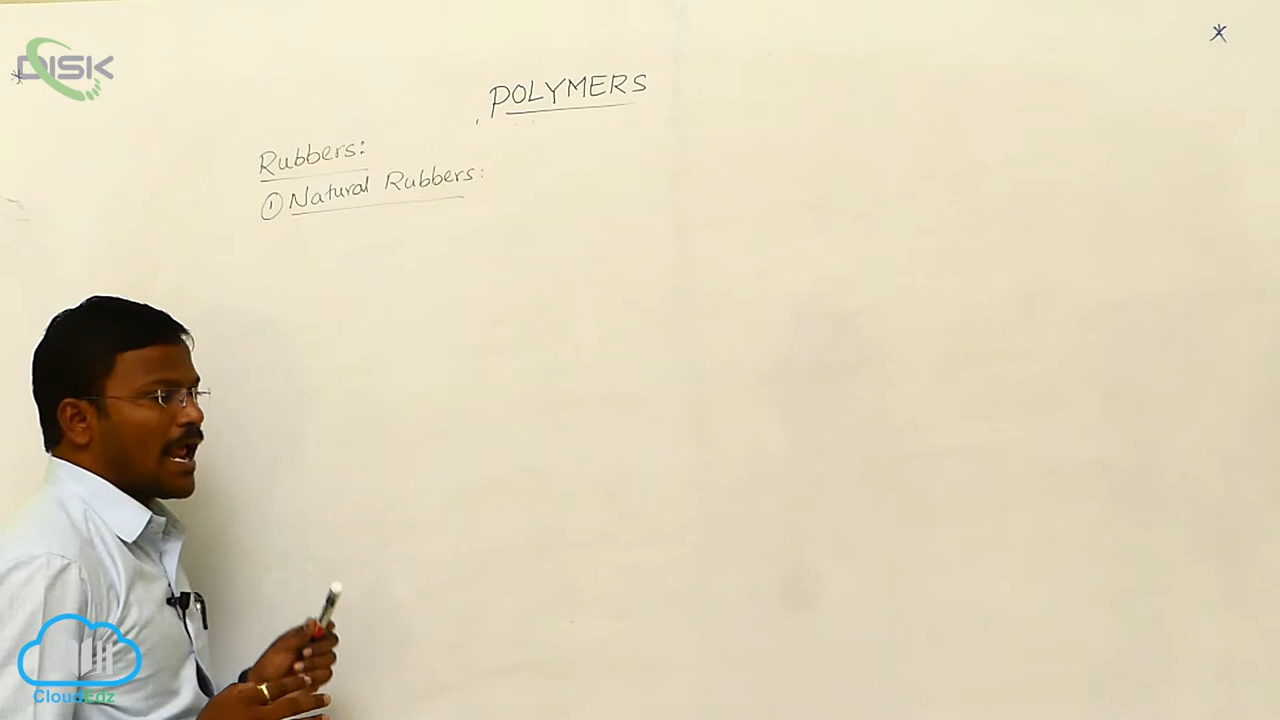 DISK
POLYMERS
Rubbers:
① Natural Rubbers:
CloudEdz